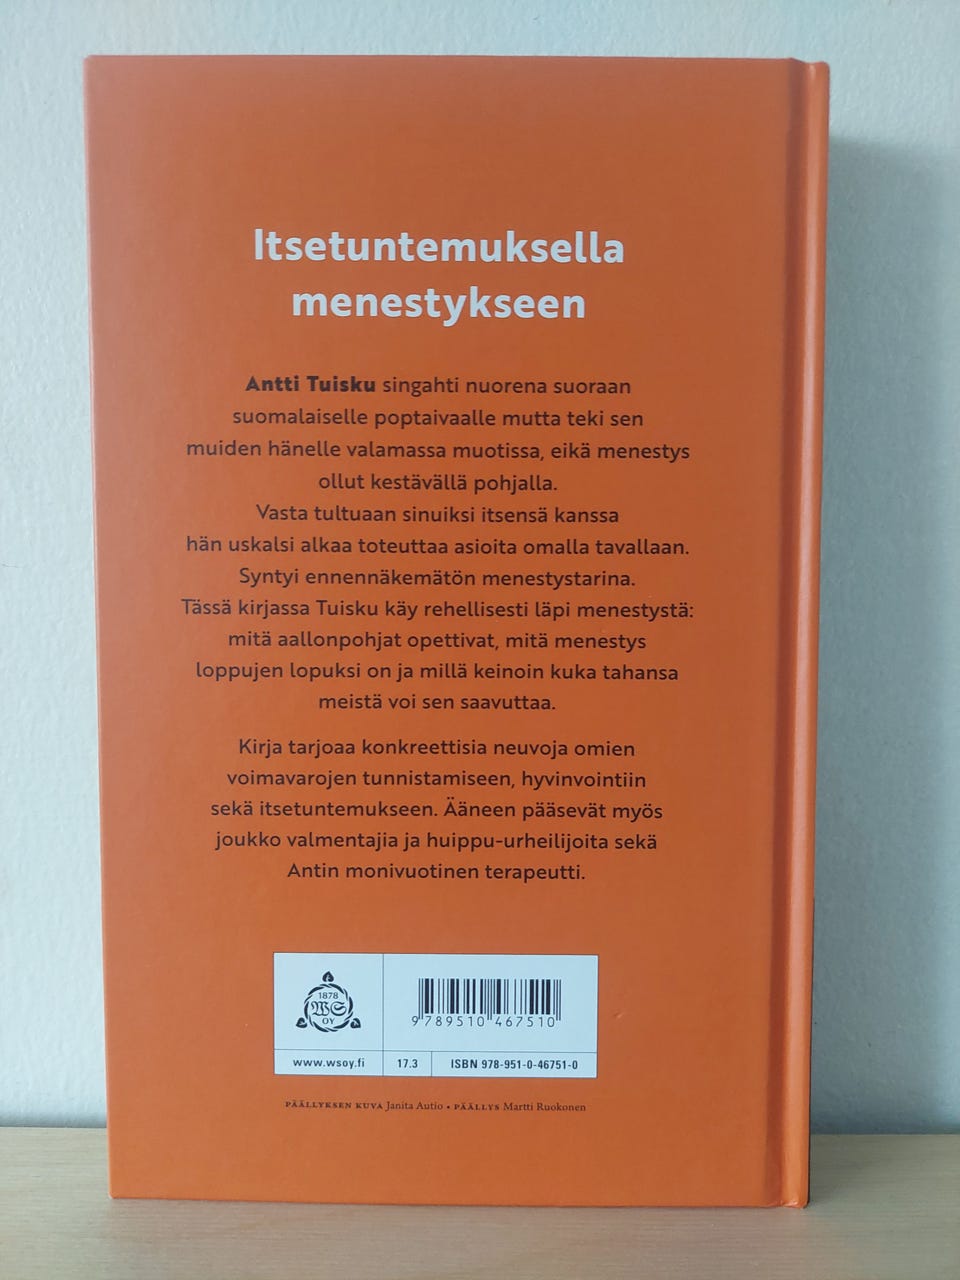 Itsetuntemuksella
menestykseen
Antti Tuisku singahti nuorena suoraan
suomalaiselle poptaivaalle mutta teki sen
muiden hänelle valamassa muotissa, eikä menestys
ollut kestävällä pohjalla.
Vasta tultuaan sinuiksi itsensä kanssa
hän uskalsi alkaa toteuttaa asioita omalla tavallaan.
Syntyi ennennäkemätön menestystarina.
Tässä kirjassa Tuisku käy rehellisesti läpi menestystä:
mitä aallonpohjat opettivat, mitä menestys
loppujen lopuksi on ja millä keinoin kuka tahansa
meistä voi sen saavuttaa.
Kirja tarjoaa konkreettisia neuvoja omien
voimavarojen tunnistamiseen, hyvinvointiin
sekä itsetuntemukseen. Ääneen pääsevät myös
joukko valmentajia ja huippu-urheilijoita sekä
Antin monivuotinen terapeutti.
1878
WS
OY
9 789510 467510
www.wsoy.fi 17.3 ISBN 978-951-0-46751-0
PÄÄLLYKSEN KUVA Janita Autio • PÄÄLLYS Martti Ruokonen